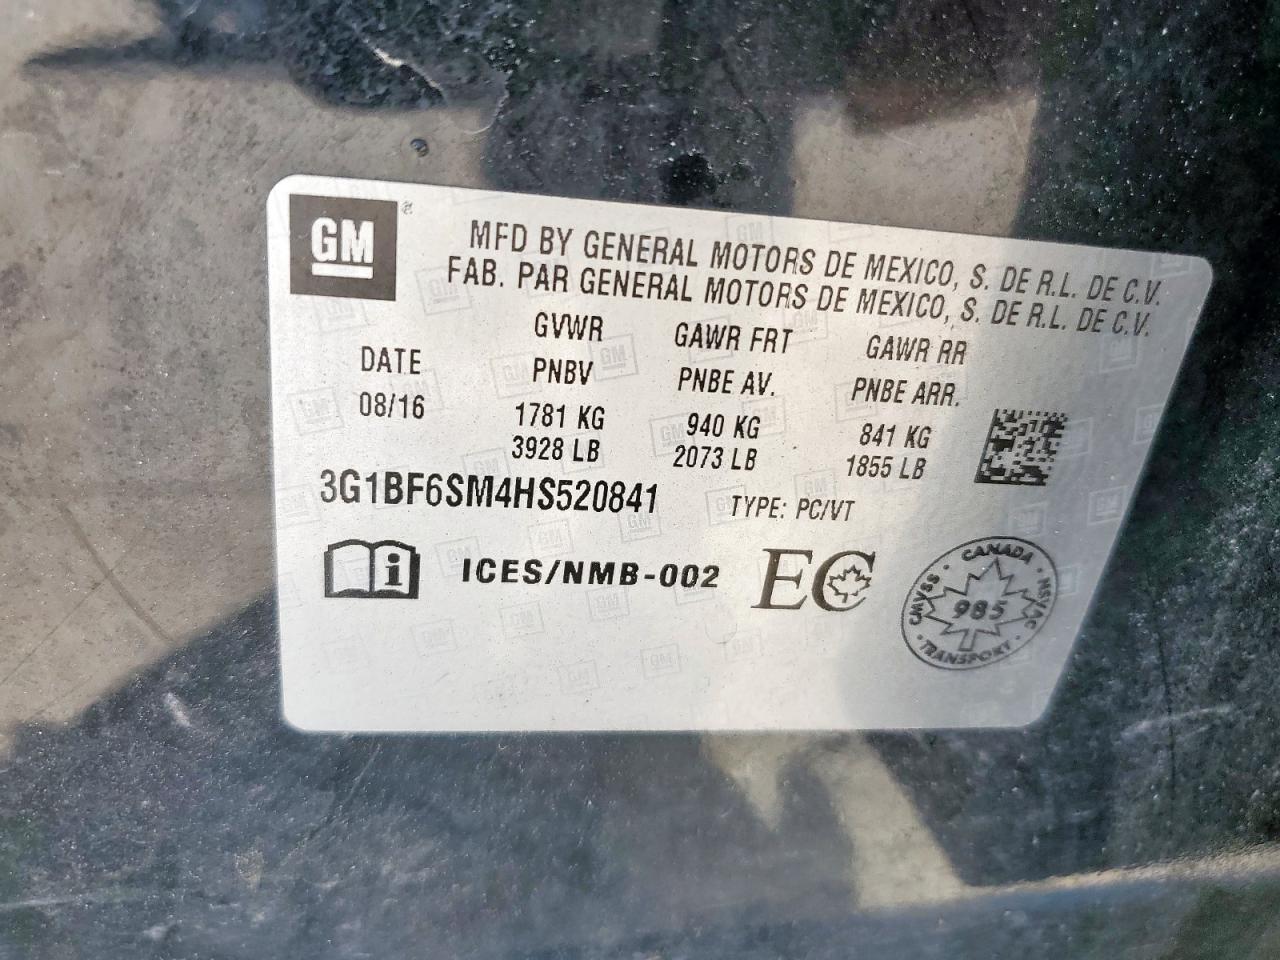 GM
MFD BY GENERAL MOTORS DE MEXICO, S. DE R.L. DE C.V.
FAB. PAR GENERAL MOTORS DE MEXICO, S. DE R.L. DE C.V.
DATE GVWR GAWR FRT GAWR RR
PNBV PNBE AV. PNBE ARR.
08/16 1781 KG 940 KG 841 KG
3928 LB 2073 LB 1855 LB
3G1BF6SM4HS520841 TYPE: PC/VT
i ICES/NMB-002 EC
CANADA
CMVSS 985 NSVAC
TRANSPORT